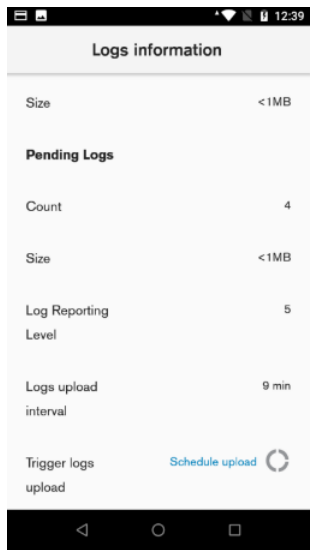 12:39
Logs information
Size <1MB
Pending Logs
Count 4
Size <1MB
Log Reporting 5
Level
Logs upload 9 min
interval
Trigger logs Schedule upload
upload